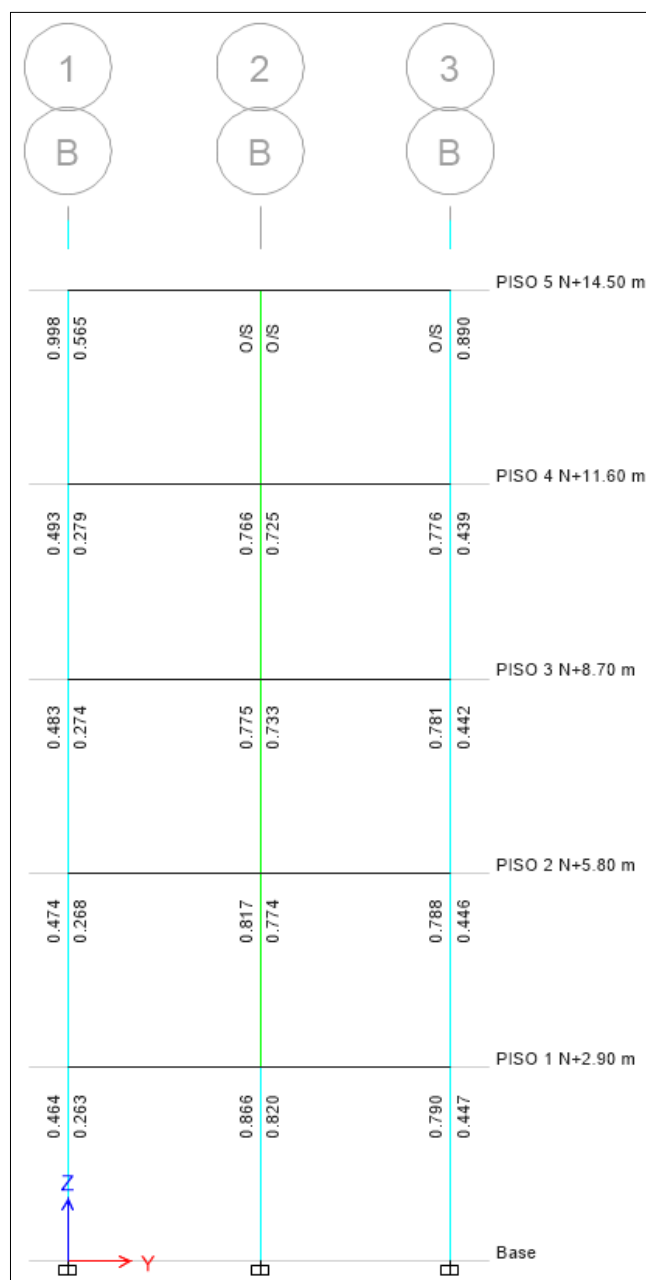 1 2 3
B B B
PISO 5 N+14.50 m
0.998 0.565 O/S O/S O/S 0.890
PISO 4 N+11.60 m
0.493 0.279 0.766 0.725 0.776 0.439
PISO 3 N+8.70 m
0.483 0.274 0.775 0.733 0.781 0.442
PISO 2 N+5.80 m
0.474 0.268 0.817 0.774 0.788 0.446
PISO 1 N+2.90 m
0.464 0.263 0.866 0.820 0.790 0.447
Z
Y
Base